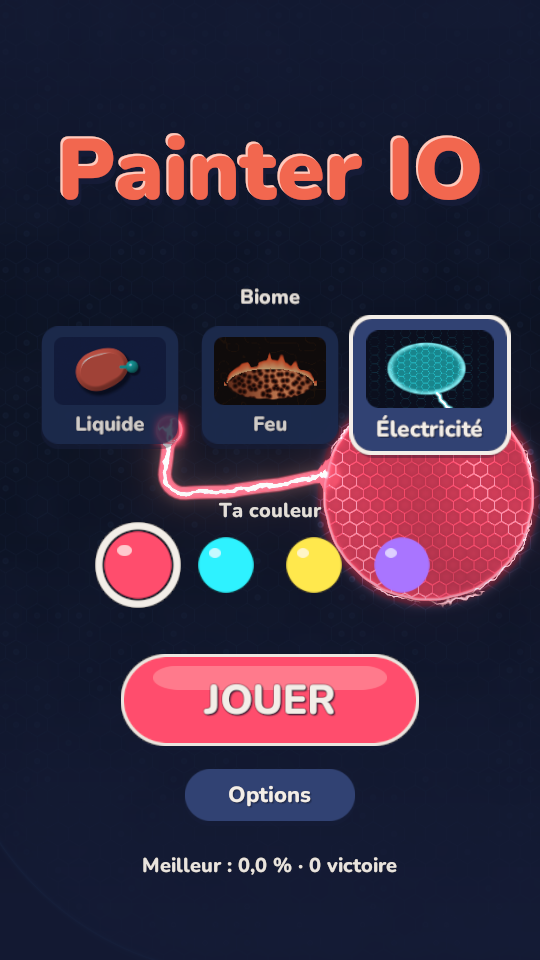 Painter IO
Biome
Liquide
Feu
Électricité
Ta couleur
JOUER
Options
Meilleur : 0,0 % · 0 victoire